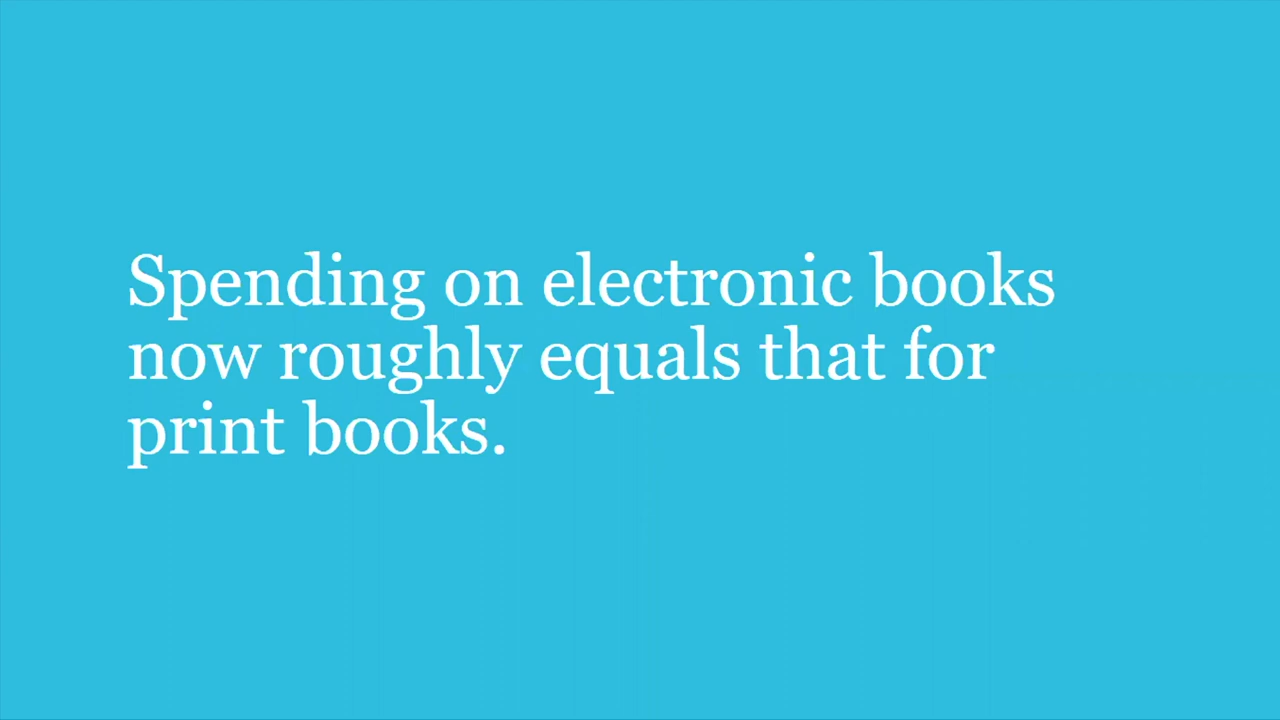 Spending on electronic books
now roughly equals that for
print books.